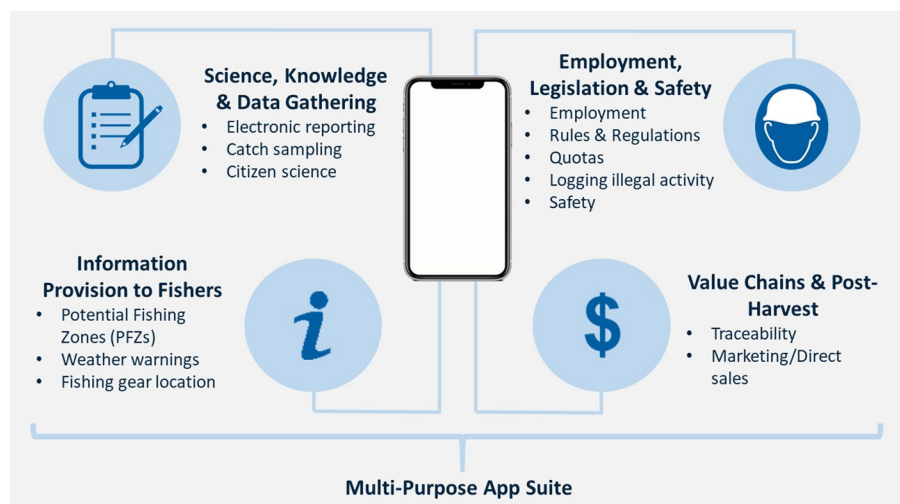 Science, Knowledge
& Data Gathering
• Electronic reporting
• Catch sampling
• Citizen science
Employment,
Legislation & Safety
• Employment
• Rules & Regulations
• Quotas
• Logging illegal activity
• Safety
Information
Provision to Fishers
• Potential Fishing
Zones (PFZs)
• Weather warnings
• Fishing gear location
i
$
Value Chains & Post-
Harvest
• Traceability
• Marketing/Direct
sales
Multi-Purpose App Suite